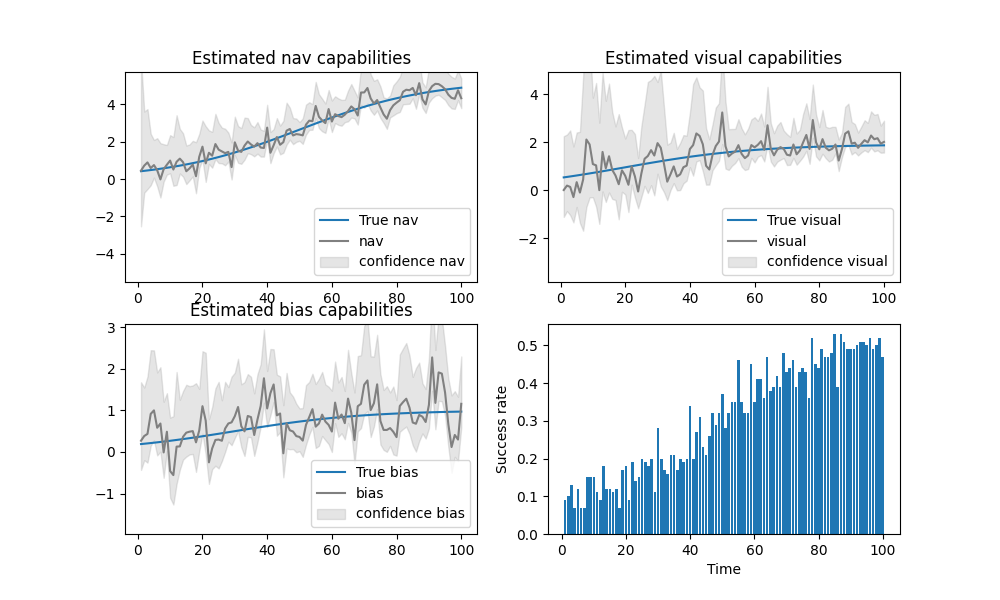 Estimated nav capabilities
4
2
0
−2
−4
0 20 40 60 80 100
True nav
nav
confidence nav
Estimated visual capabilities
4
2
0
−2
0 20 40 60 80 100
True visual
visual
confidence visual
Estimated bias capabilities
3
2
1
0
−1
0 20 40 60 80 100
True bias
bias
confidence bias
Success rate
0.5
0.4
0.3
0.2
0.1
0.0
0 20 40 60 80 100
Time